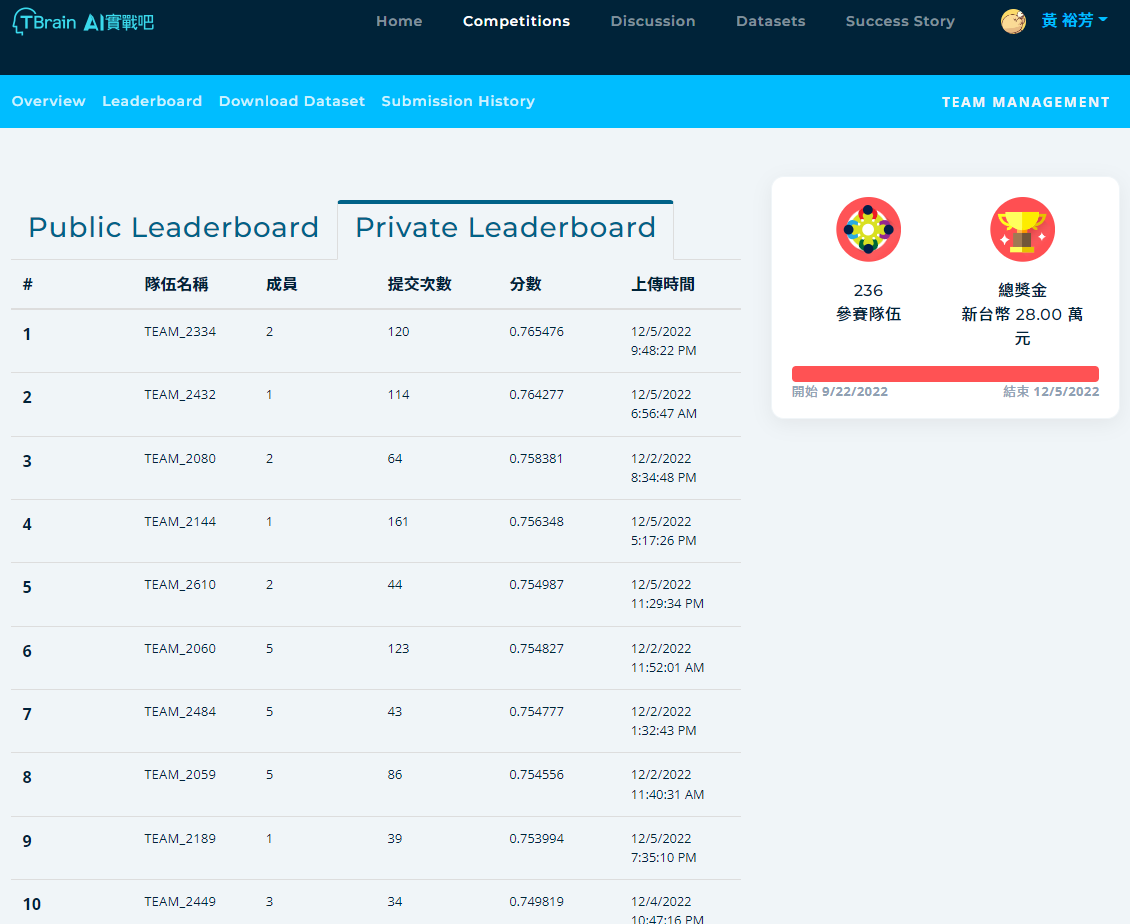 TBrain AI實戰吧
Home Competitions Discussion Datasets Success Story 黃 裕芳
Overview Leaderboard Download Dataset Submission History TEAM MANAGEMENT
Public Leaderboard Private Leaderboard
# 隊伍名稱 成員 提交次數 分數 上傳時間
1 TEAM_2334 2 120 0.765476 12/5/2022
9:48:22 PM
2 TEAM_2432 1 114 0.764277 12/5/2022
6:56:47 AM
3 TEAM_2080 2 64 0.758381 12/2/2022
8:34:48 PM
4 TEAM_2144 1 161 0.756348 12/5/2022
5:17:26 PM
5 TEAM_2610 2 44 0.754987 12/5/2022
11:29:34 PM
6 TEAM_2060 5 123 0.754827 12/2/2022
11:52:01 AM
7 TEAM_2484 5 43 0.754777 12/2/2022
1:32:43 PM
8 TEAM_2059 5 86 0.754556 12/2/2022
11:40:31 AM
9 TEAM_2189 1 39 0.753994 12/5/2022
7:35:10 PM
10 TEAM_2449 3 34 0.749819 12/4/2022
10:47:16 PM
236
參賽隊伍
總獎金
新台幣 28.00 萬
元
開始 9/22/2022 結束 12/5/2022